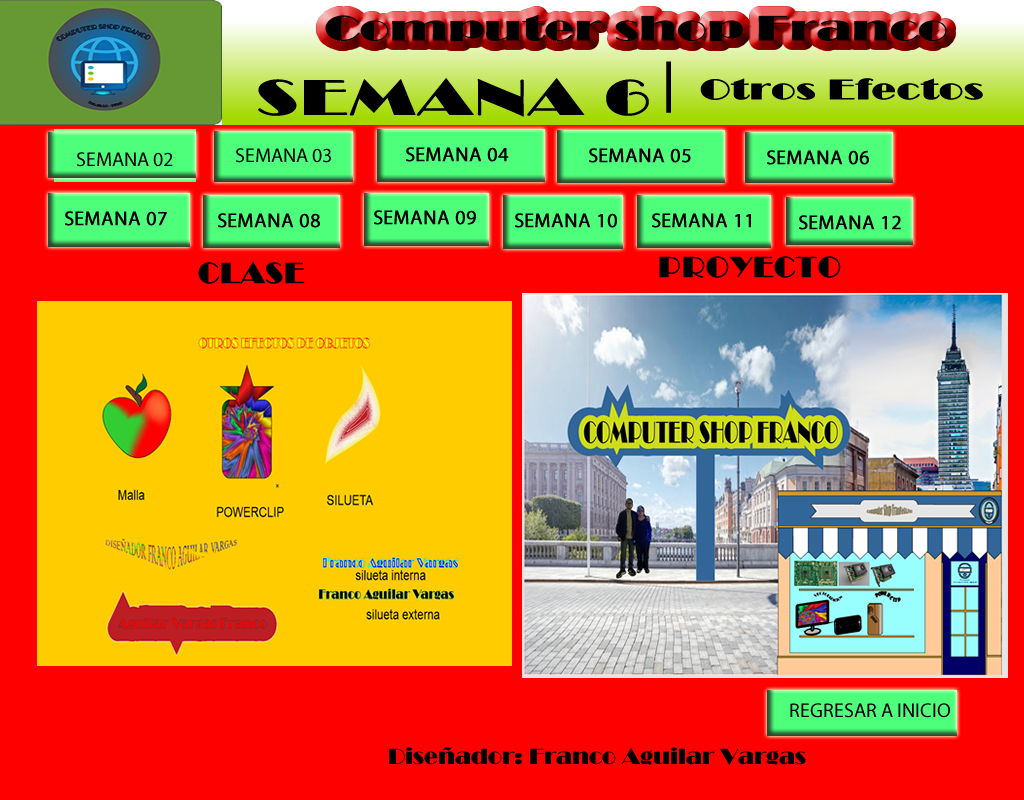 COMPUTER SHOP FRANCO
Computer shop Franco
SEMANA 6
Otros Efectos
SEMANA 02
SEMANA 03
SEMANA 04
SEMANA 05
SEMANA 06
SEMANA 07
SEMANA 08
SEMANA 09
SEMANA 10
SEMANA 11
SEMANA 12
CLASE
PROYECTO
OTROS EFECTOS DE OBJETOS
Malla
POWERCLIP
SILUETA
DISEÑADOR FRANCO AGUILAR VARGAS
Franco Aguilar Vargas
silueta interna
Franco Aguilar Vargas
silueta externa
Aguilar Vargas Franco
COMPUTER SHOP FRANCO
REGRESAR A INICIO
Diseñador: Franco Aguilar Vargas